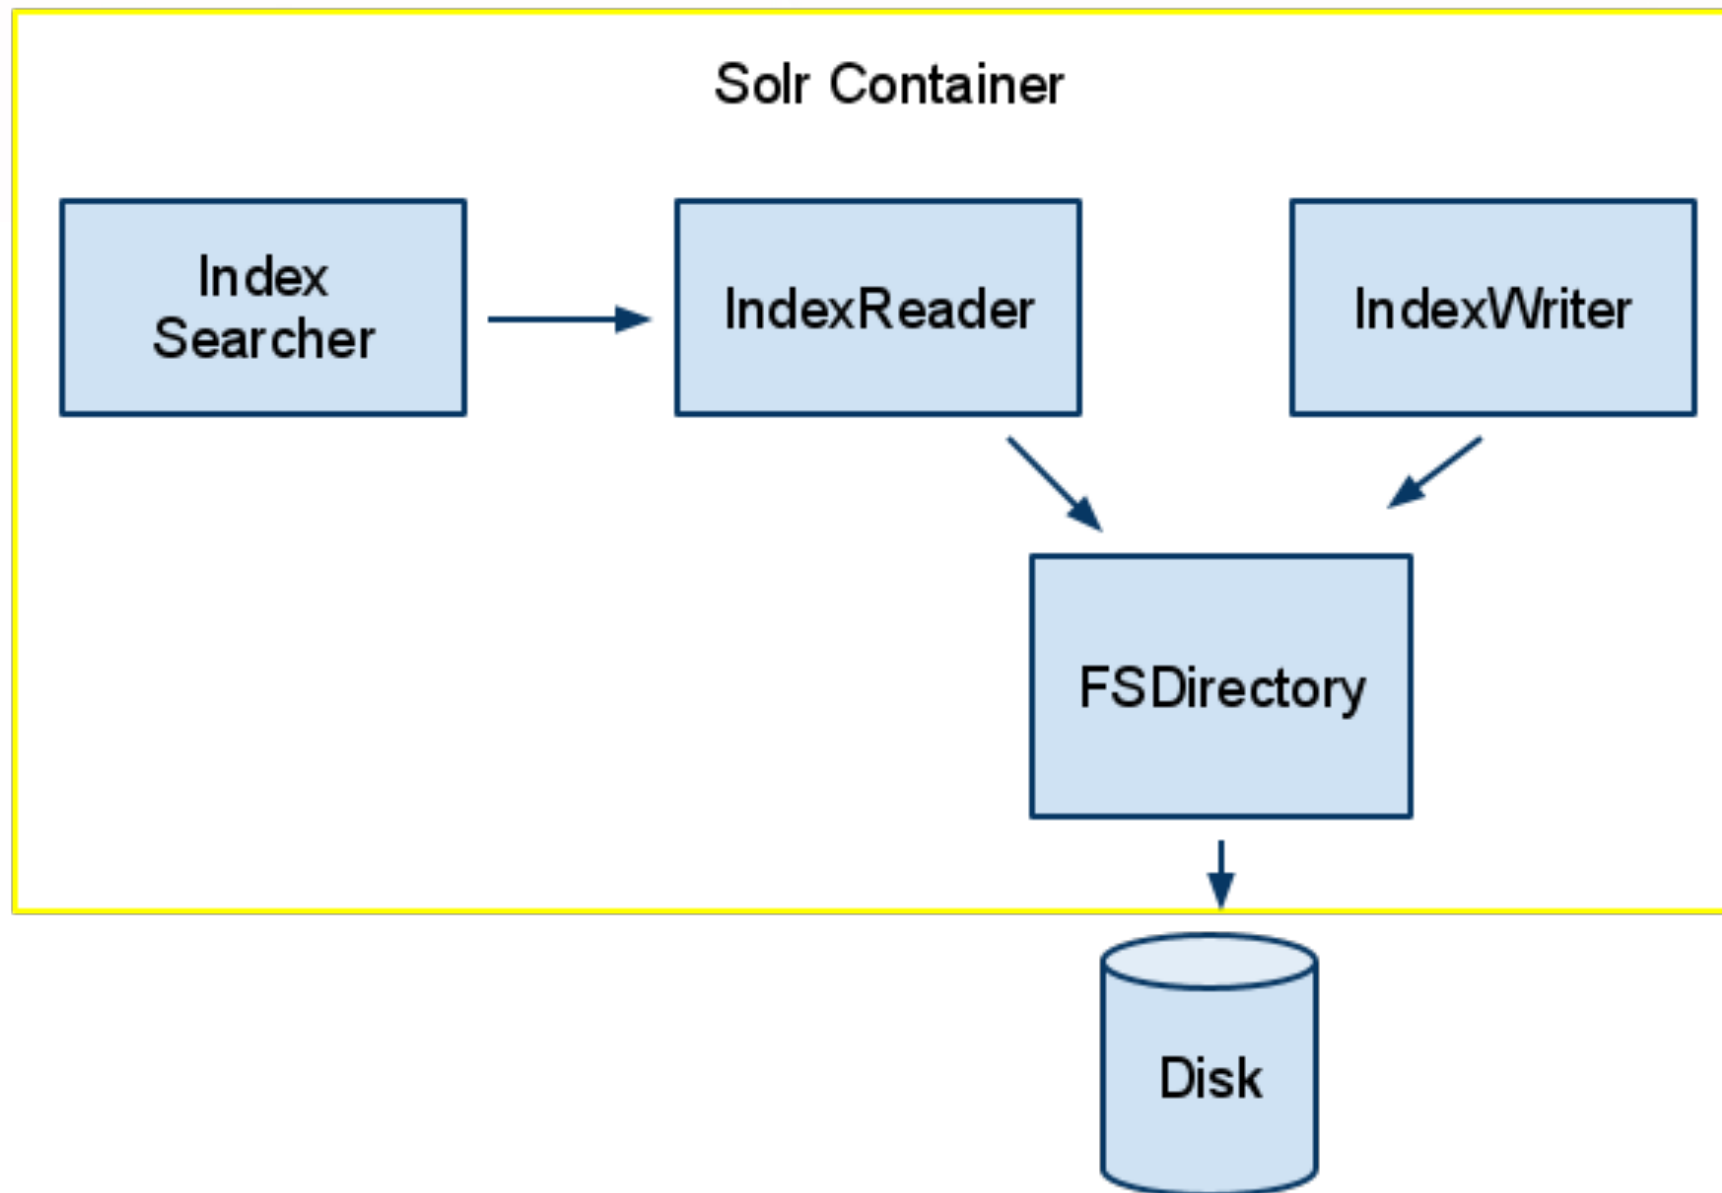 Solr Container
Index
Searcher
IndexReader
IndexWriter
FSDirectory
Disk